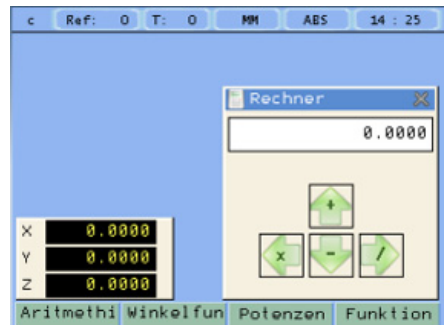 c Ref: 0 T: 0 MM ABS 14 : 25
Rechner
0.0000
+
x - /
X 0.0000
Y 0.0000
Z 0.0000
Aritmethi Winkelfun Potenzen Funktion